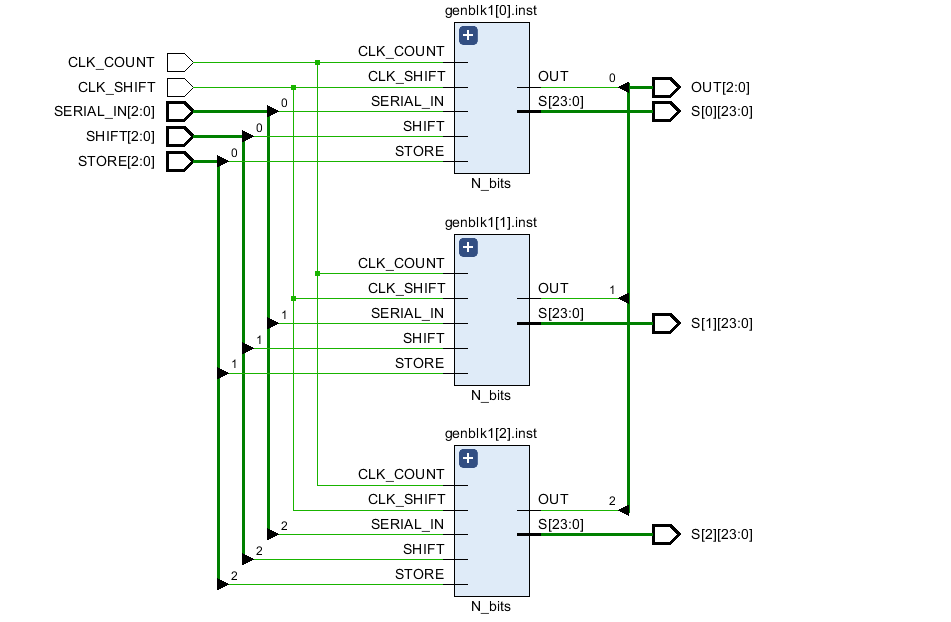 genblk1[0].inst
CLK_COUNT
CLK_SHIFT
SERIAL_IN[2:0]
SHIFT[2:0]
STORE[2:0]
0
0
0
CLK_COUNT
CLK_SHIFT
SERIAL_IN
SHIFT
STORE
OUT
S[23:0]
0
OUT[2:0]
S[0][23:0]
N_bits
genblk1[1].inst
1
1
1
CLK_COUNT
CLK_SHIFT
SERIAL_IN
SHIFT
STORE
OUT
S[23:0]
1
S[1][23:0]
N_bits
genblk1[2].inst
2
2
2
CLK_COUNT
CLK_SHIFT
SERIAL_IN
SHIFT
STORE
OUT
S[23:0]
2
S[2][23:0]
N_bits